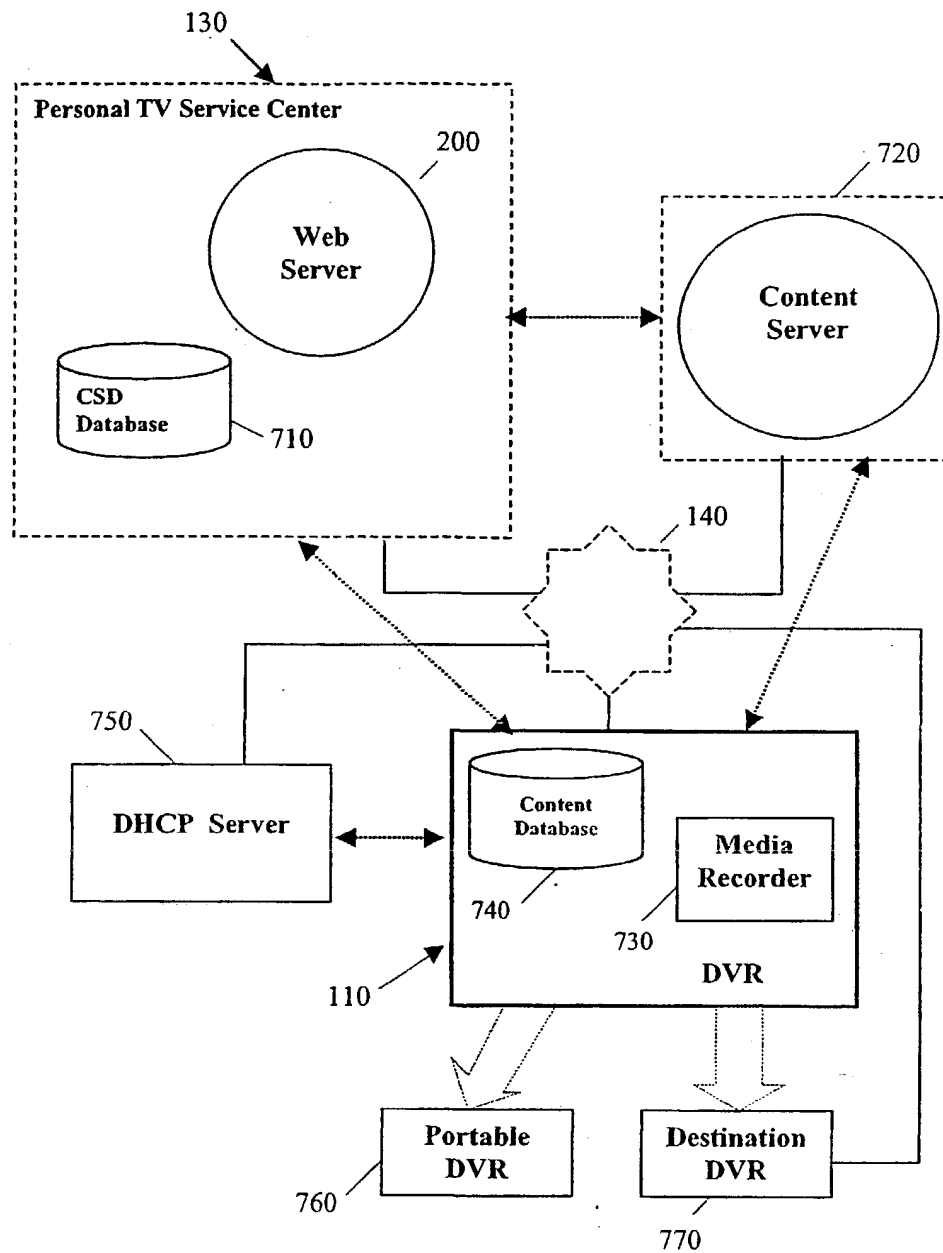 130
Personal TV Service Center
200
720
Web
Server
Content
Server
CSD
Database
710
140
750
DHCP Server
Content
Database
Media
Recorder
740
730
110
DVR
Portable
DVR
Destination
DVR
760
770